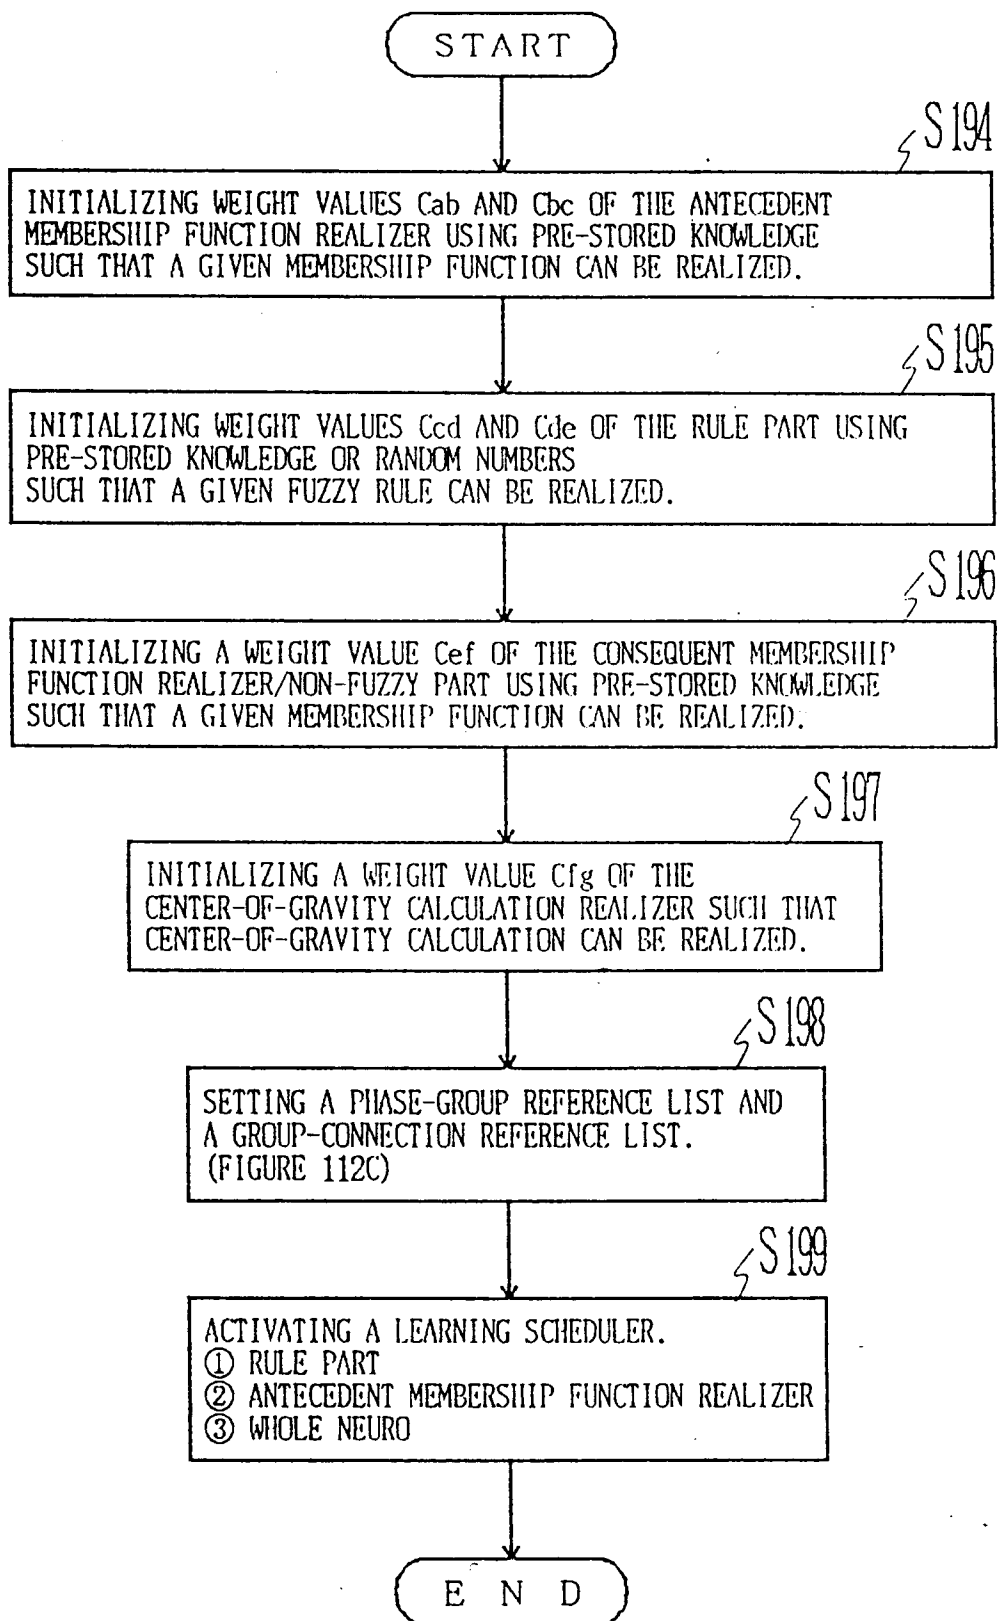 START
S194
INITIALIZING WEIGHT VALUES Cab AND Cbc OF THE ANTECEDENT
MEMBERSHIP FUNCTION REALIZER USING PRE-STORED KNOWLEDGE
SUCH THAT A GIVEN MEMBERSHIP FUNCTION CAN BE REALIZED.
S195
INITIALIZING WEIGHT VALUES Ccd AND Cde OF THE RULE PART USING
PRE-STORED KNOWLEDGE OR RANDOM NUMBERS
SUCH THAT A GIVEN FUZZY RULE CAN BE REALIZED.
S196
INITIALIZING A WEIGHT VALUE Cef OF THE CONSEQUENT MEMBERSHIP
FUNCTION REALIZER/NON-FUZZY PART USING PRE-STORED KNOWLEDGE
SUCH THAT A GIVEN MEMBERSHIP FUNCTION CAN BE REALIZED.
S197
INITIALIZING A WEIGHT VALUE Cfg OF THE
CENTER-OF-GRAVITY CALCULATION REALIZER SUCH THAT
CENTER-OF-GRAVITY CALCULATION CAN BE REALIZED.
S198
SETTING A PHASE-GROUP REFERENCE LIST AND
A GROUP-CONNECTION REFERENCE LIST.
(FIGURE 112C)
S199
ACTIVATING A LEARNING SCHEDULER.
① RULE PART
② ANTECEDENT MEMBERSHIP FUNCTION REALIZER
③ WHOLE NEURO
END